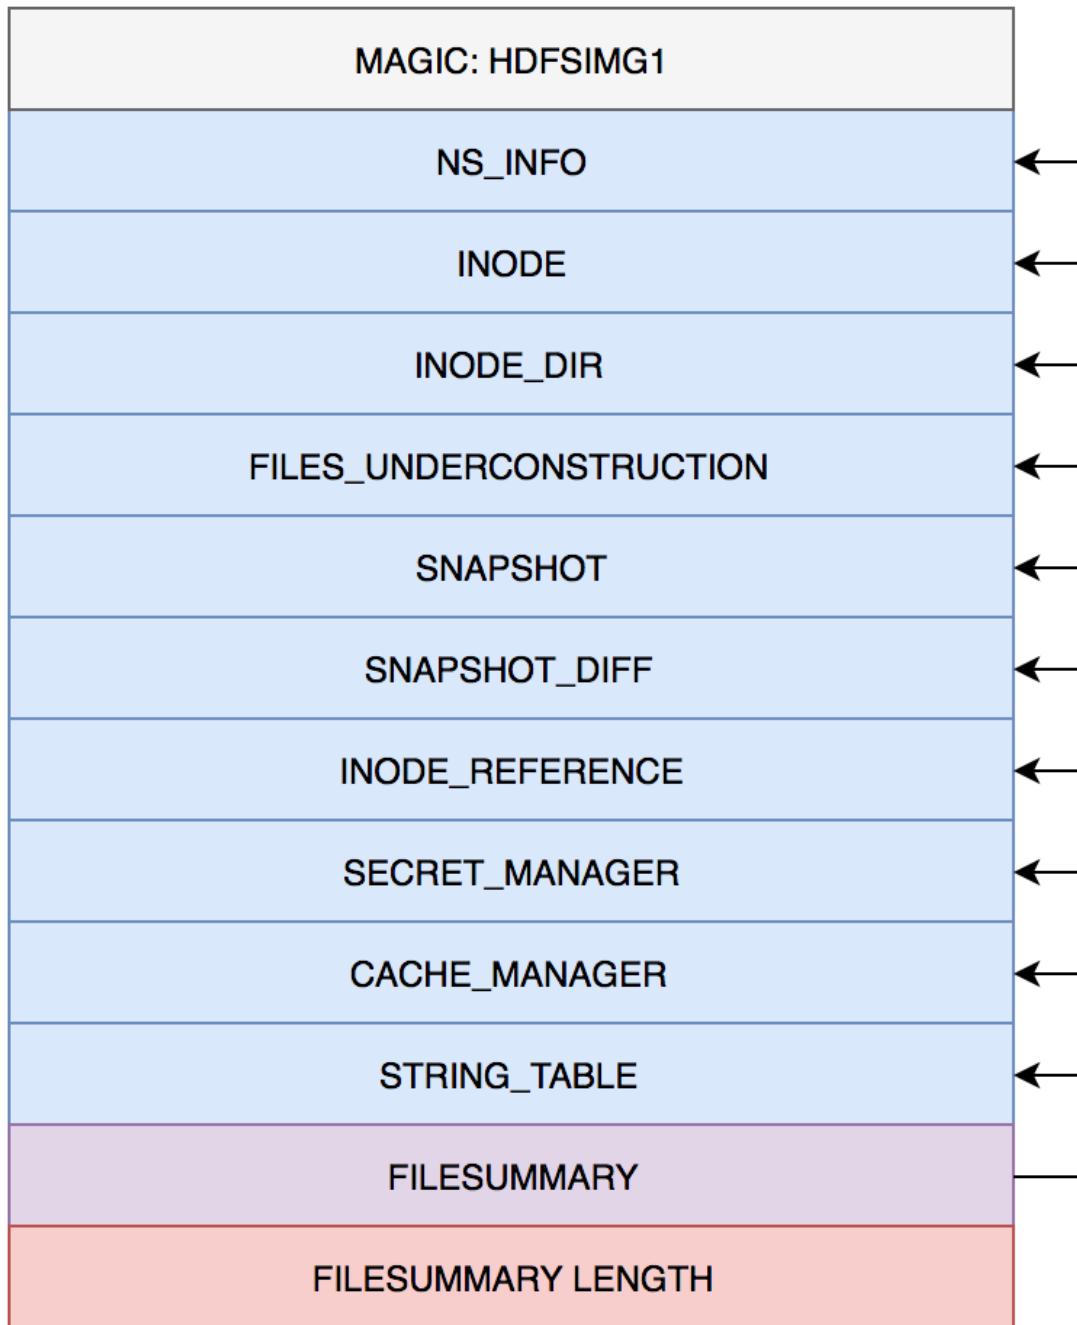 MAGIC: HDFSIMG1
NS_INFO
INODE
INODE_DIR
FILES_UNDERCONSTRUCTION
SNAPSHOT
SNAPSHOT_DIFF
INODE_REFERENCE
SECRET_MANAGER
CACHE_MANAGER
STRING_TABLE
FILESUMMARY
FILESUMMARY LENGTH